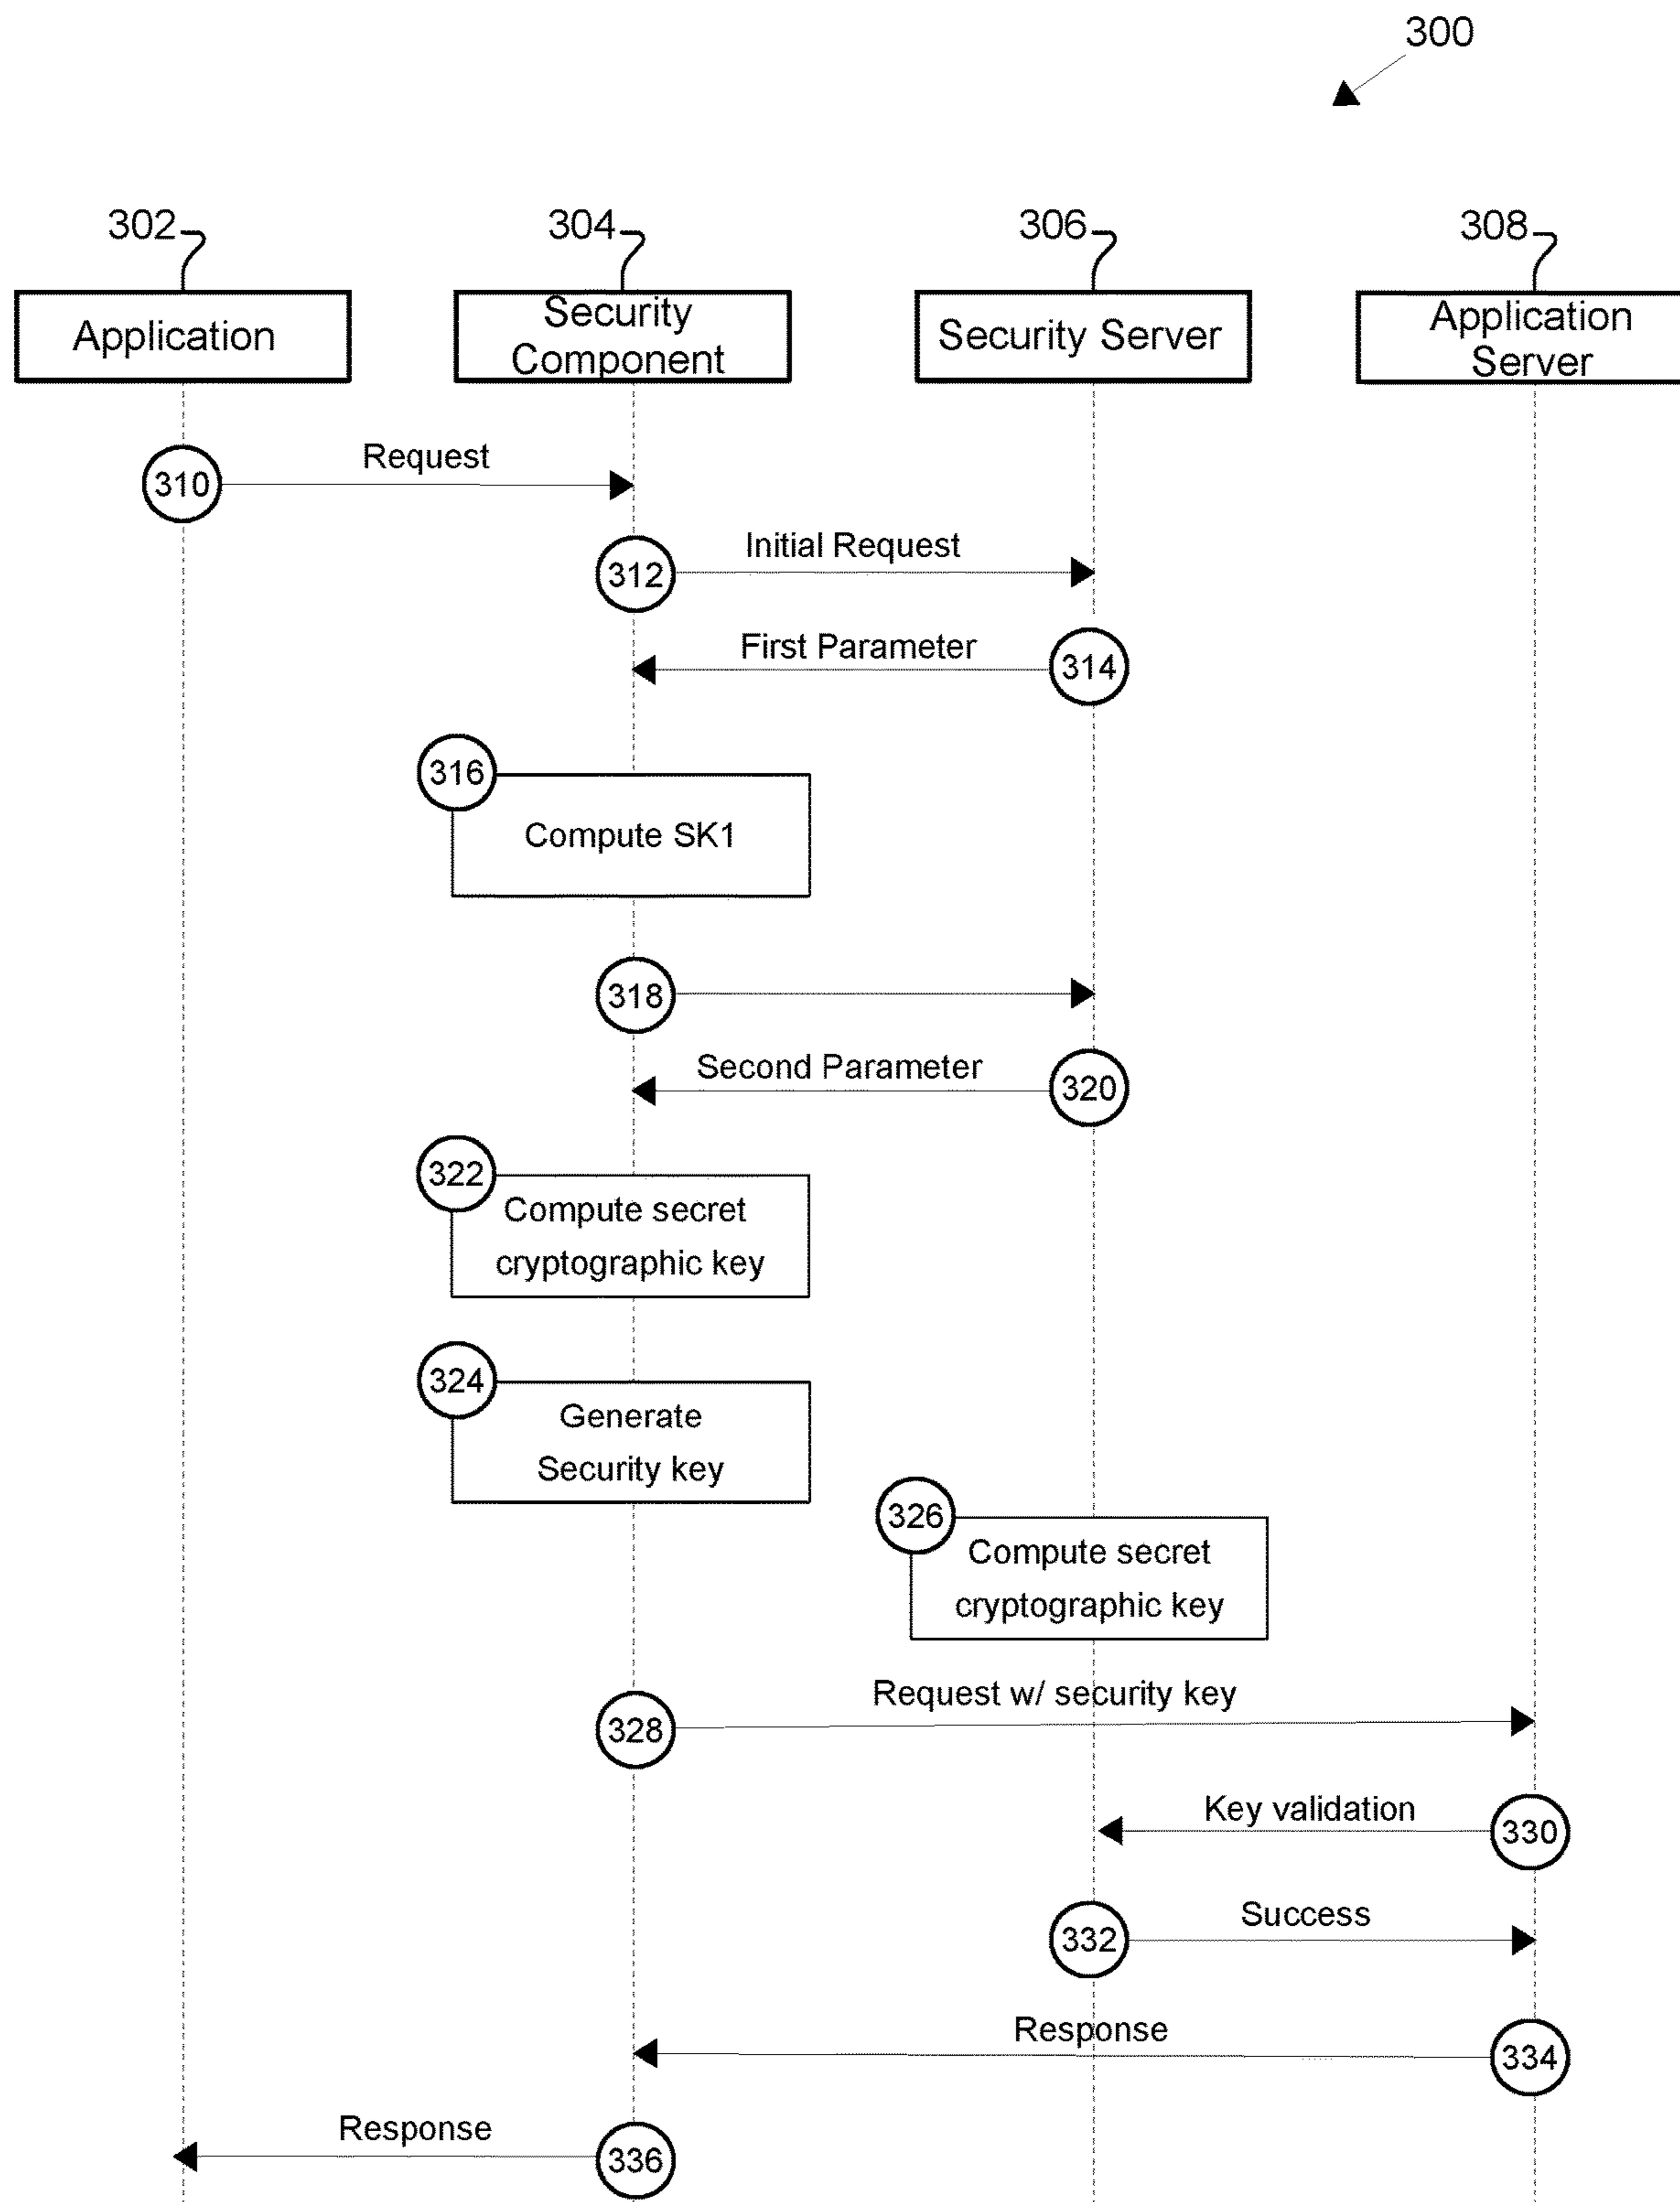 300
302
304
306
308
Application
Security
Component
Security Server
Application
Server
310
Request
312
Initial Request
First Parameter
314
316
Compute SK1
318
Second Parameter
320
322
Compute secret
cryptographic key
324
Generate
Security key
326
Compute secret
cryptographic key
Request w/ security key
328
Key validation
330
332
Success
Response
334
Response
336